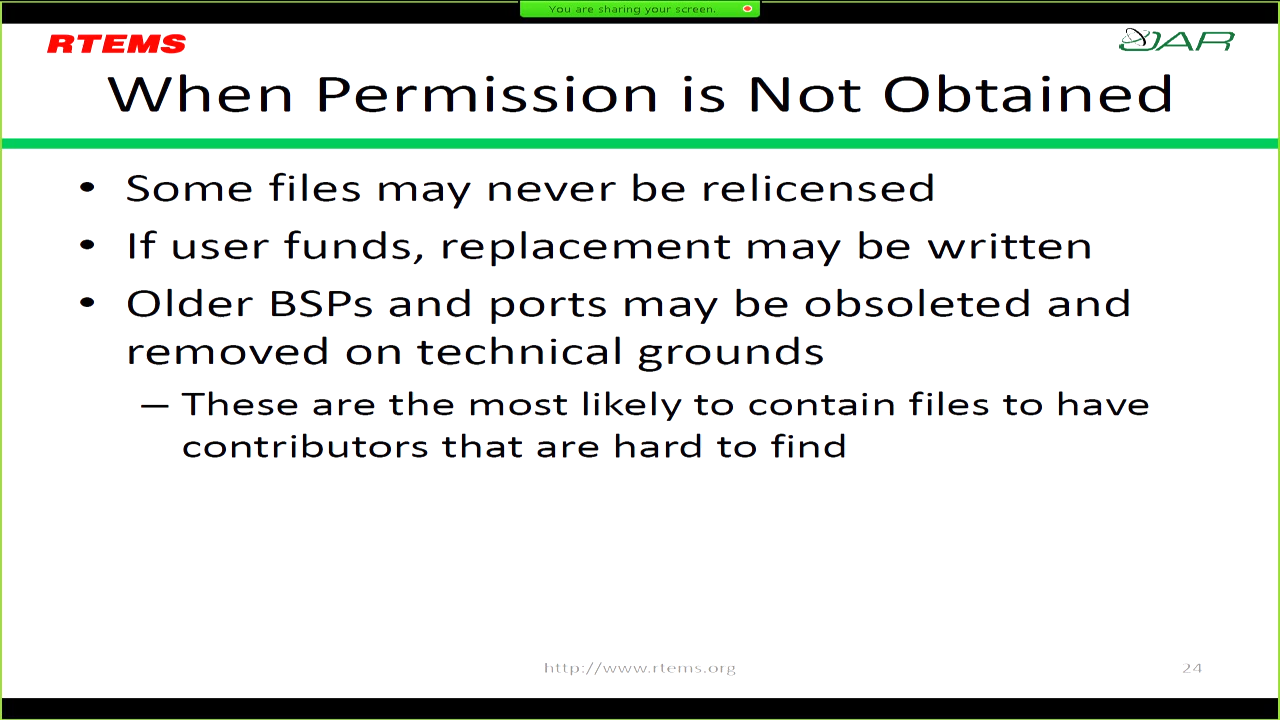 You are sharing your screen.
RTEMS
OAR
When Permission is Not Obtained
• Some files may never be relicensed
• If user funds, replacement may be written
• Older BSPs and ports may be obsoleted and
removed on technical grounds
– These are the most likely to contain files to have
contributors that are hard to find
http://www.rtems.org
24